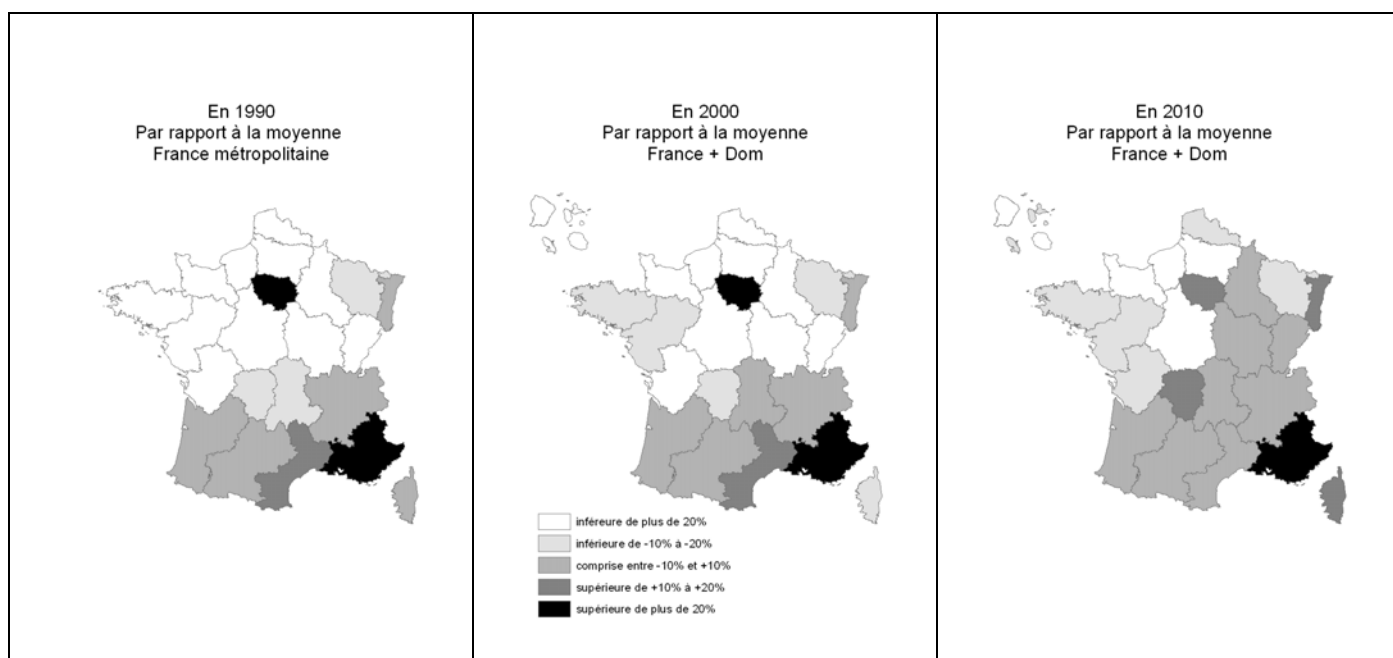 En 1990
Par rapport à la moyenne
France métropolitaine
En 2000
Par rapport à la moyenne
France + Dom
inféreure de plus de 20%
inférieure de -10% à -20%
comprise entre -10% et +10%
supérieure de +10% à +20%
supérieure de plus de 20%
En 2010
Par rapport à la moyenne
France + Dom